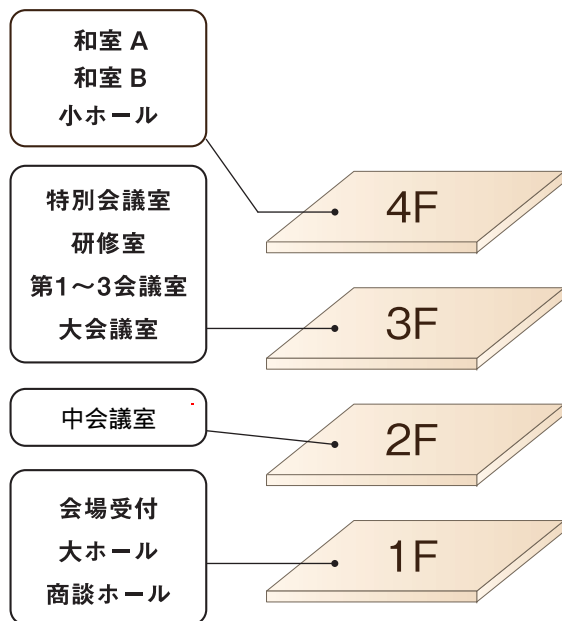 和室 A
和室 B
小ホール
4F
特別会議室
研修室
第1〜3会議室
大会議室
3F
中会議室
2F
会場受付
大ホール
商談ホール
1F